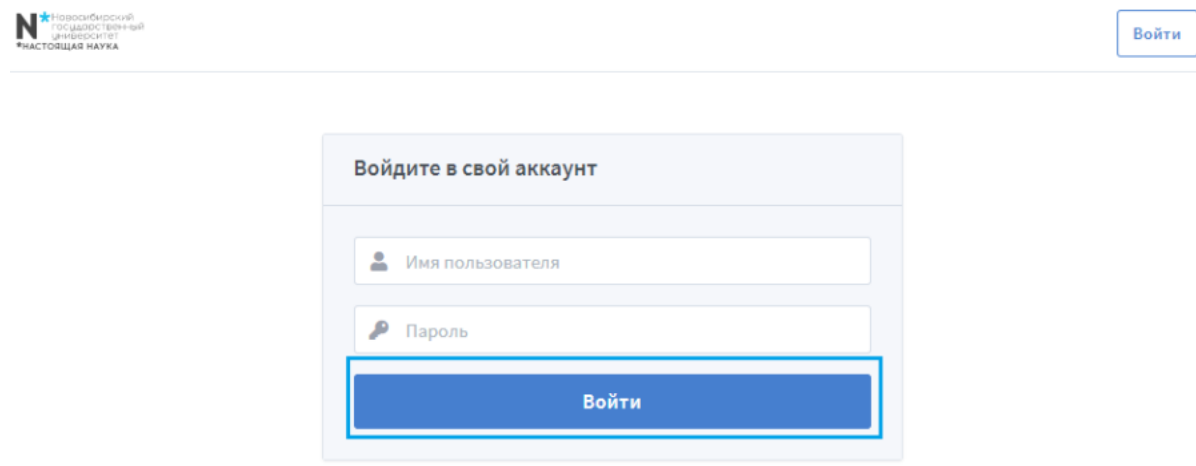 Новосибирский
государственный
университет
*НАСТОЯЩАЯ НАУКА
Войти
Войдите в свой аккаунт
Имя пользователя
Пароль
Войти